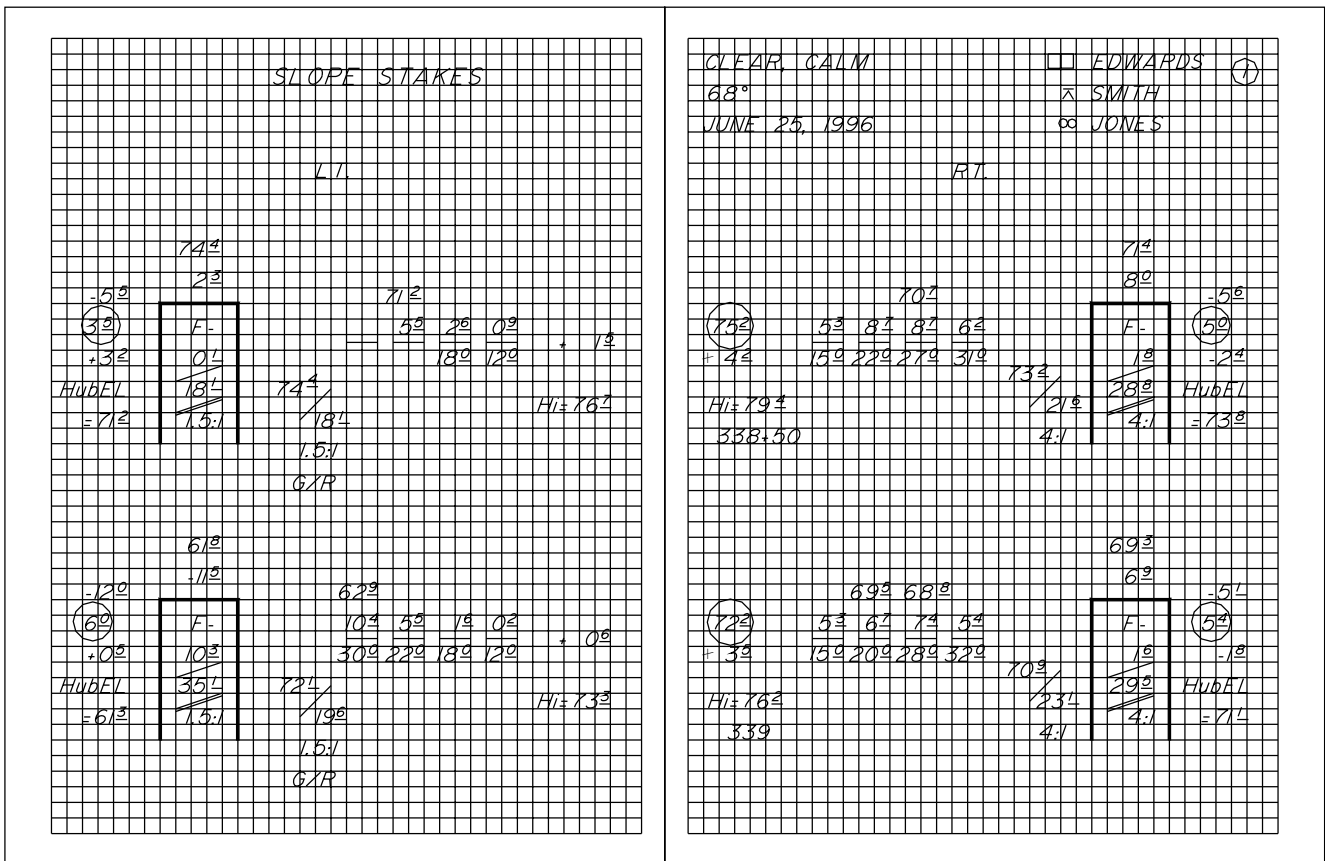 SLOPE STAKES
LT.
74 4
2 3
-5 5
71 2
3 5
F-
5 5 2 6 0 9
+ 1 5
+3 2
0 1
18 0 12 0
HubEL
18 1
74 4
Hi=76 7
=71 2
1.5:1
18 1
1.5:1
G/R
61 8
-11 5
-12 0
62 9
6 0
F-
10 4 5 5 1 6 0 2
+ 0 6
+0 5
10 3
30 0 22 0 18 0 12 0
HubEL
35 1
72 1
Hi=73 3
=61 3
1.5:1
19 6
1.5:1
G/R
CLEAR, CALM
EDWARDS
1
68°
SMITH
JUNE 25, 1996
JONES
RT.
71 4
8 0
70 7
-5 6
75 2
5 3 8 7 8 7 6 2
F-
5 0
+ 4 2
15 0 22 0 27 0 31 0
1 8
-2 4
73 2
28 8
HubEL
Hi=79 4
21 6
4:1
=73 8
338+50
4:1
69 3
6 9
69 5 68 8
-5 1
72 2
5 3 6 7 7 4 5 4
F-
5 4
+ 3 5
15 0 20 0 28 0 32 0
1 6
-1 8
70 9
29 5
HubEL
Hi=76 2
23 1
4:1
=71 1
339
4:1